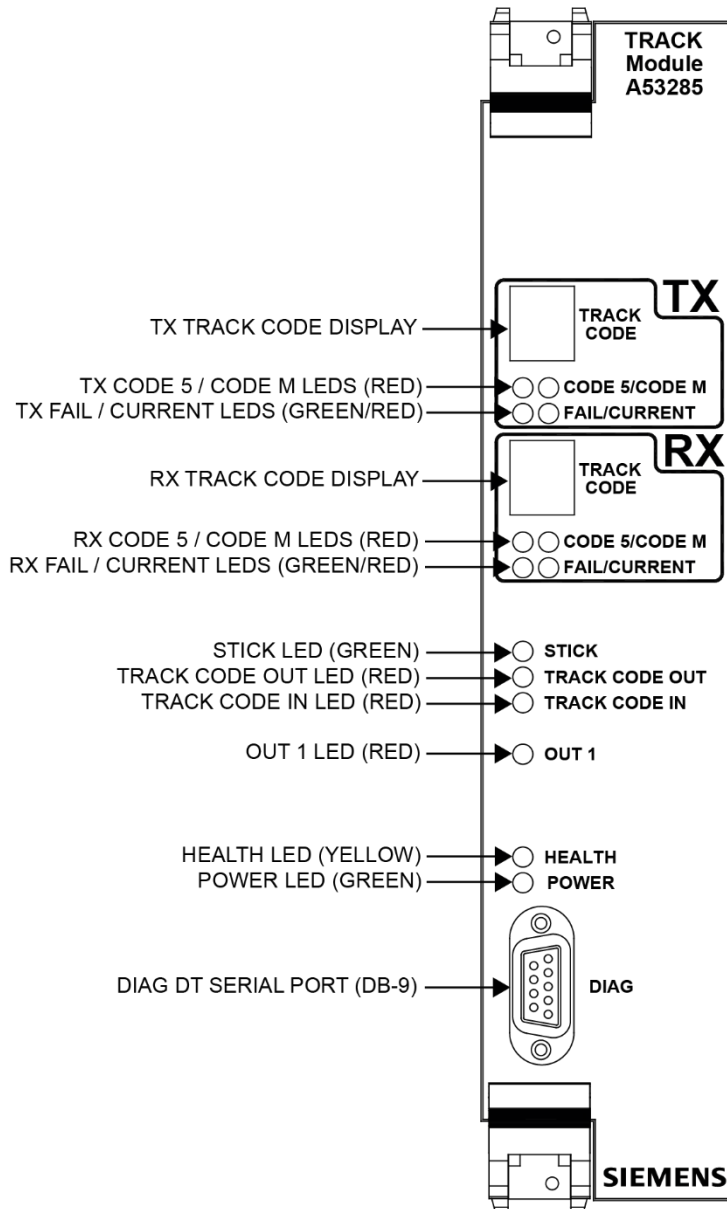 TRACK
Module
A53285
TX
TX TRACK CODE DISPLAY
TRACK
CODE
TX CODE 5 / CODE M LEDS (RED)
CODE 5/CODE M
TX FAIL / CURRENT LEDS (GREEN/RED)
FAIL/CURRENT
RX
RX TRACK CODE DISPLAY
TRACK
CODE
RX CODE 5 / CODE M LEDS (RED)
CODE 5/CODE M
RX FAIL / CURRENT LEDS (GREEN/RED)
FAIL/CURRENT
STICK LED (GREEN)
STICK
TRACK CODE OUT LED (RED)
TRACK CODE OUT
TRACK CODE IN LED (RED)
TRACK CODE IN
OUT 1 LED (RED)
OUT 1
HEALTH LED (YELLOW)
HEALTH
POWER LED (GREEN)
POWER
DIAG DT SERIAL PORT (DB-9)
DIAG
SIEMENS